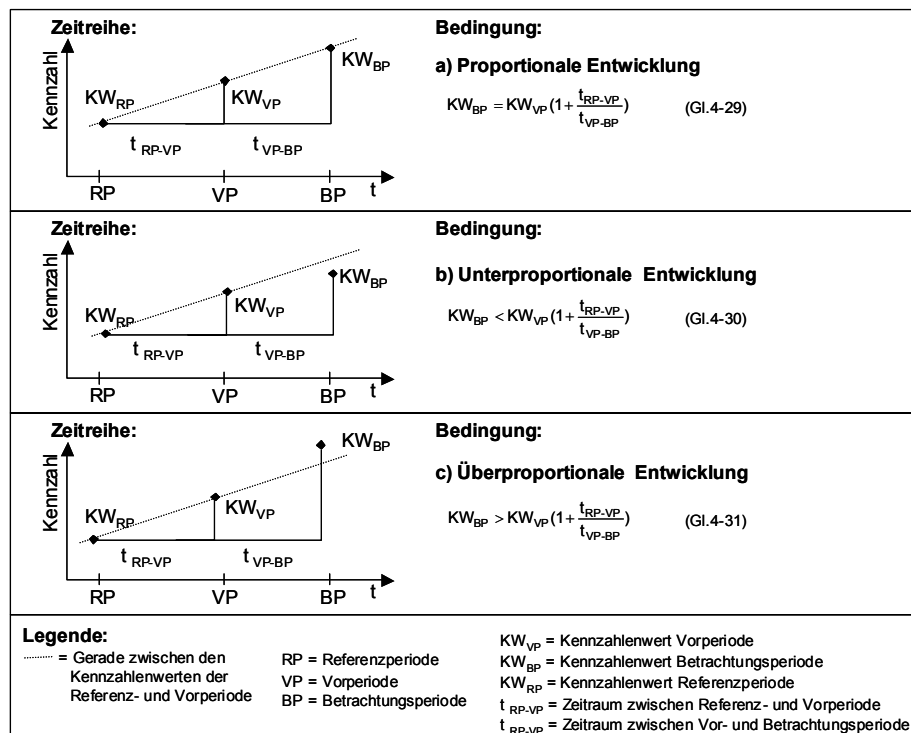 Zeitreihe:
Bedingung:
Kennzahl
KW_RP
KW_VP
KW_BP
t_RP-VP
t_VP-BP
RP
VP
BP
t
a) Proportionale Entwicklung
KW_BP = KW_VP(1+ t_RP-VP / t_VP-BP) (Gl.4-29)
Zeitreihe:
Bedingung:
Kennzahl
KW_RP
KW_VP
KW_BP
t_RP-VP
t_VP-BP
RP
VP
BP
t
b) Unterproportionale Entwicklung
KW_BP < KW_VP(1+ t_RP-VP / t_VP-BP) (Gl.4-30)
Zeitreihe:
Bedingung:
Kennzahl
KW_RP
KW_VP
KW_BP
t_RP-VP
t_VP-BP
RP
VP
BP
t
c) Überproportionale Entwicklung
KW_BP > KW_VP(1+ t_RP-VP / t_VP-BP) (Gl.4-31)
Legende:
........ = Gerade zwischen den
Kennzahlenwerten der
Referenz- und Vorperiode
RP = Referenzperiode
VP = Vorperiode
BP = Betrachtungsperiode
KW_VP = Kennzahlenwert Vorperiode
KW_BP = Kennzahlenwert Betrachtungsperiode
KW_RP = Kennzahlenwert Referenzperiode
t_RP-VP = Zeitraum zwischen Referenz- und Vorperiode
t_RP-VP = Zeitraum zwischen Vor- und Betrachtungsperiode